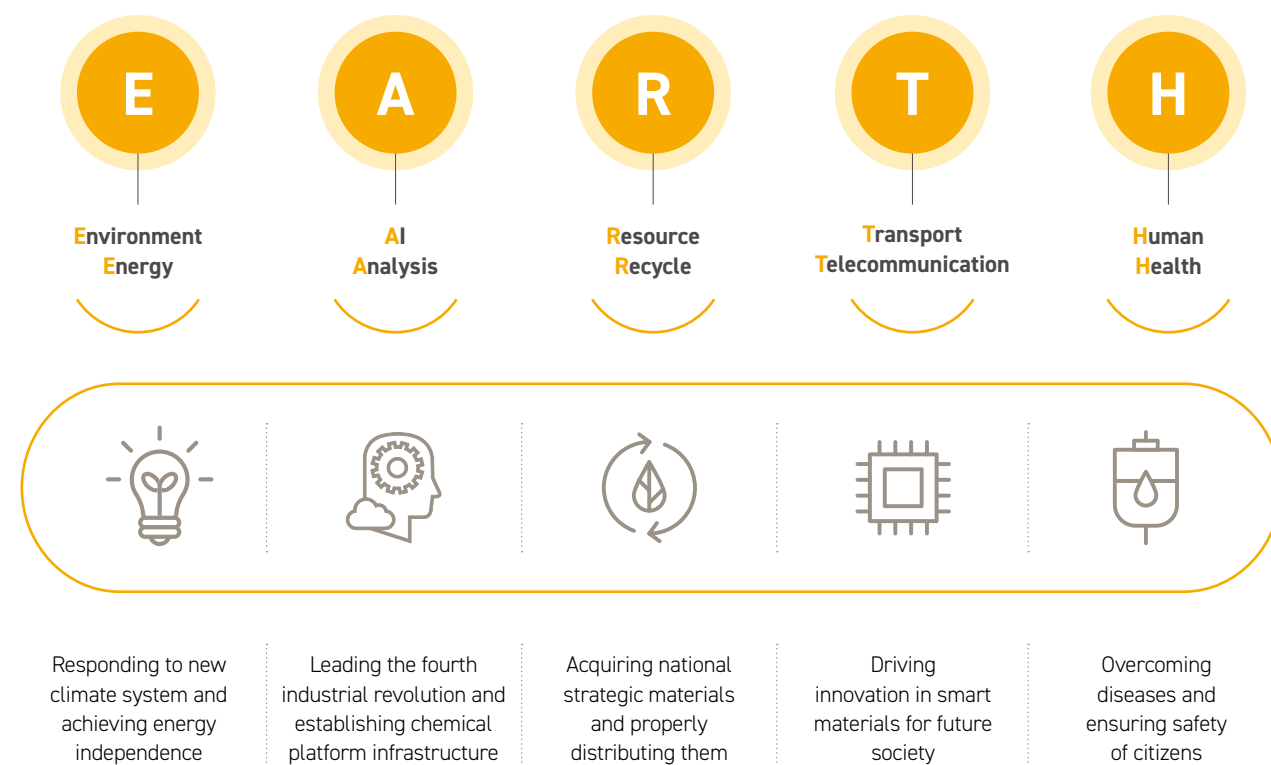 E
A
R
T
H
Environment
Energy
AI
Analysis
Resource
Recycle
Transport
Telecommunication
Human
Health
Responding to new
climate system and
achieving energy
independence
Leading the fourth
industrial revolution and
establishing chemical
platform infrastructure
Acquiring national
strategic materials
and properly
distributing them
Driving
innovation in smart
materials for future
society
Overcoming
diseases and
ensuring safety
of citizens